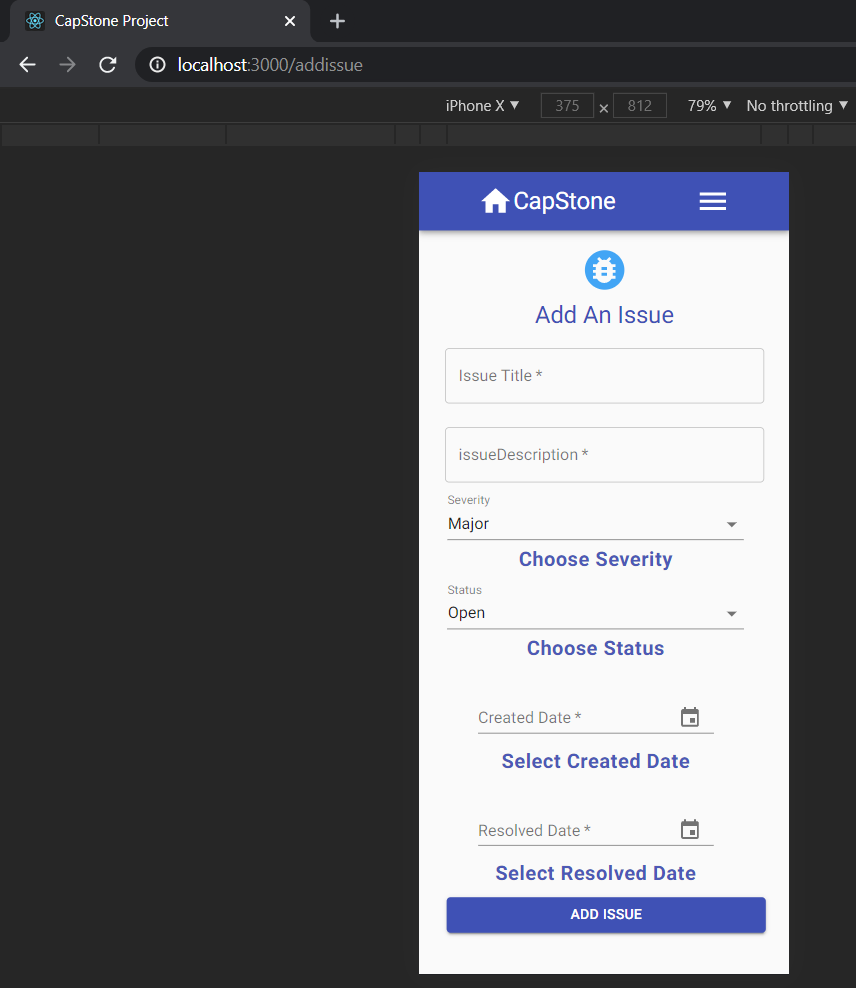 CapStone Project
localhost:3000/addissue
iPhone X ▼ 375 × 812 79% ▼ No throttling ▼
CapStone
Add An Issue
Issue Title *
issueDescription *
Severity
Major
Choose Severity
Status
Open
Choose Status
Created Date *
Select Created Date
Resolved Date *
Select Resolved Date
ADD ISSUE